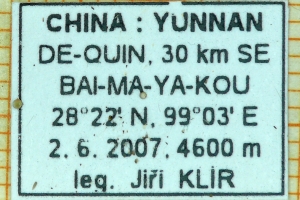 CHINA : YUNNAN
DE-QUIN, 30 km SE
BAI-MA-YA-KOU
28°22' N, 99°03' E
2. 6. 2007, 4600 m
leg. Jiří KLÍR